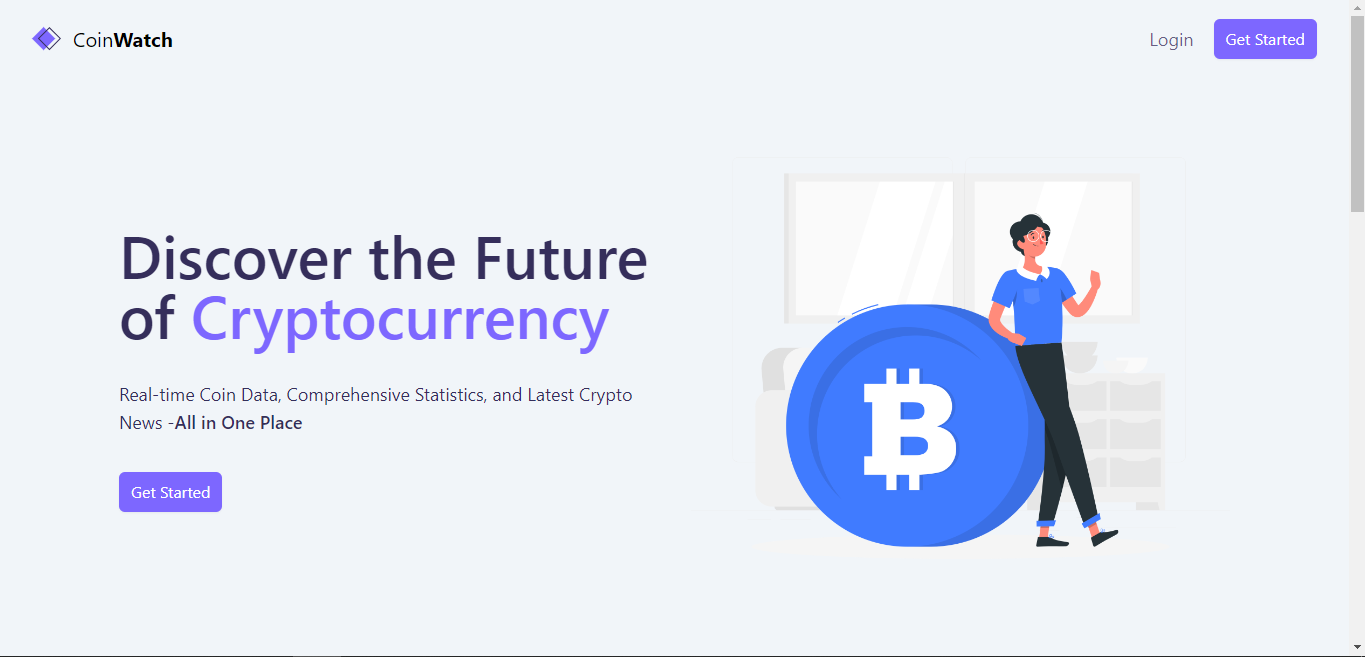 CoinWatch
Login
Get Started
Discover the Future
of Cryptocurrency
Real-time Coin Data, Comprehensive Statistics, and Latest Crypto
News -All in One Place
Get Started